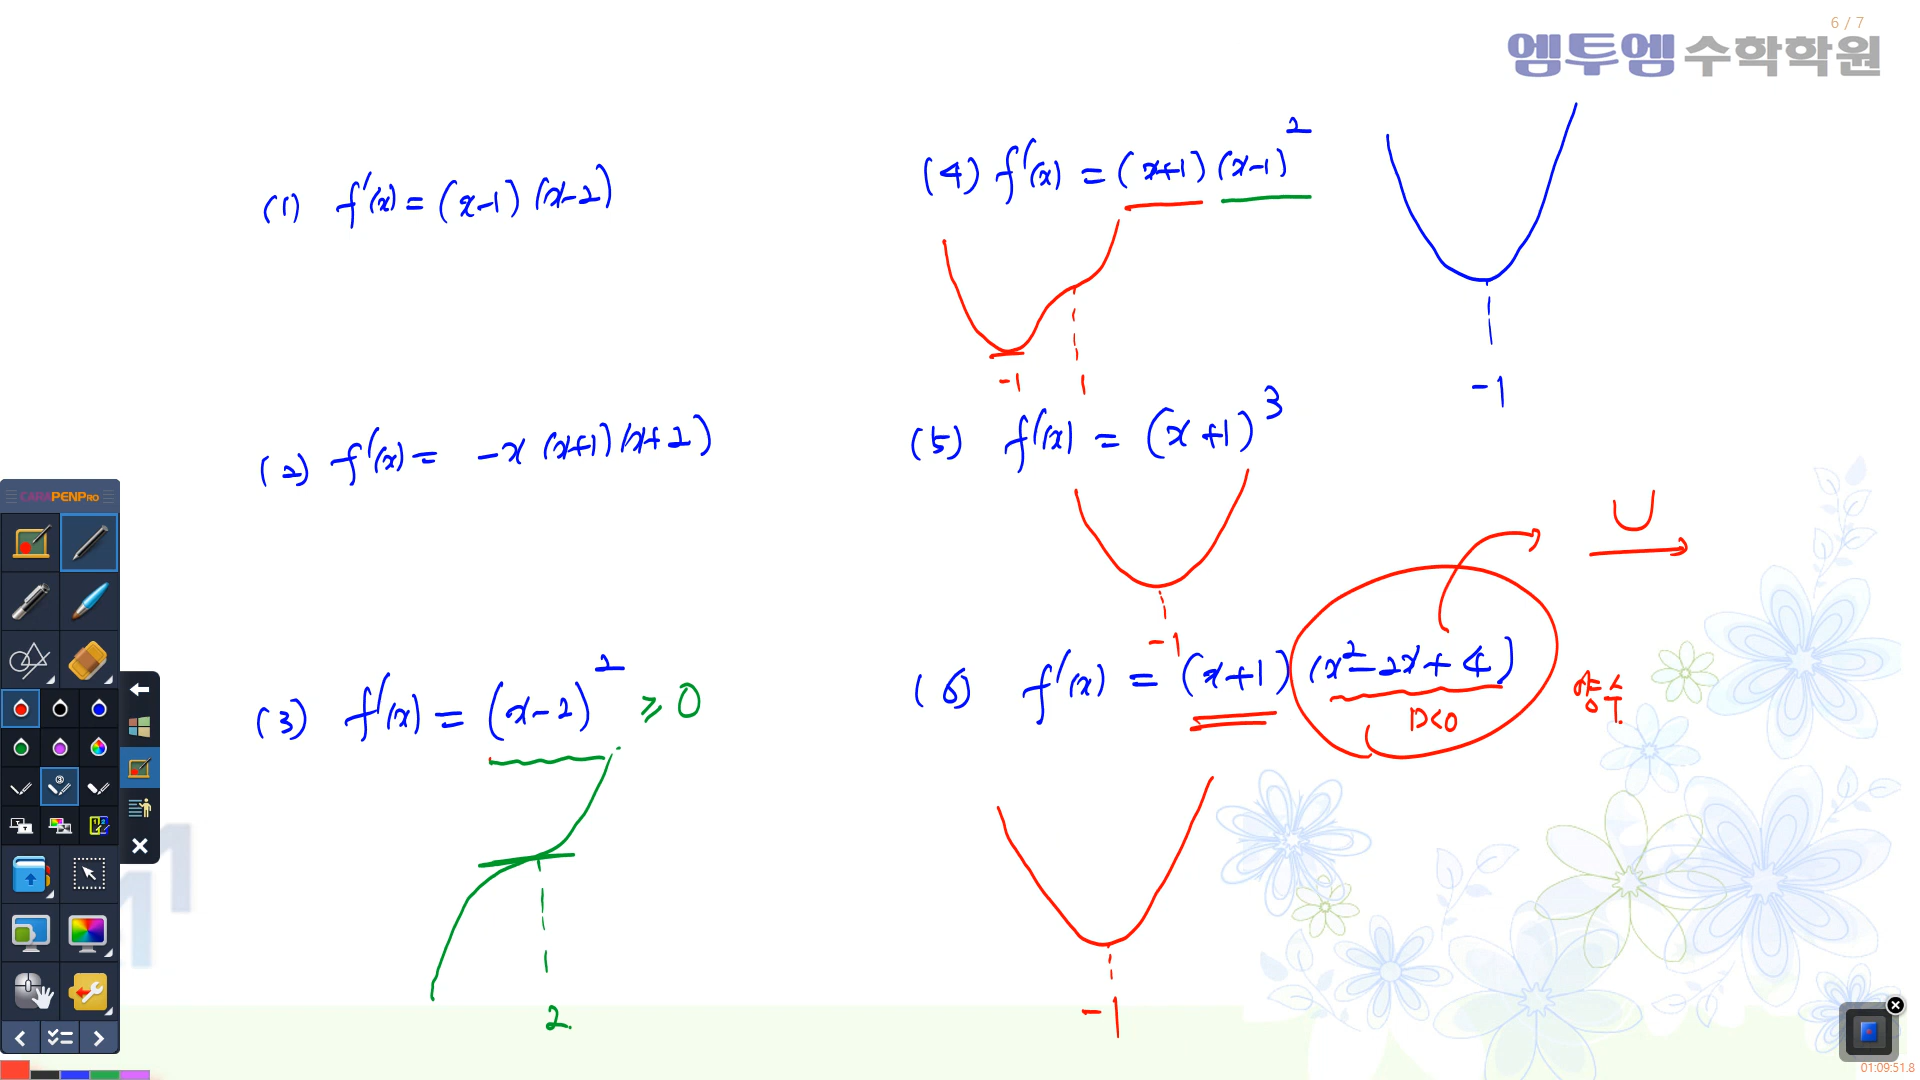 6 / 7
엠투엠 수학학원
(1) f'(x) = (x-1)(x-2)
(2) f'(x) = -x(x+1)(x+2)
(3) f'(x) = (x-2)² ≥ 0
2.
(4) f'(x) = (x+1)(x-1)²
-1 1
-1
(5) f'(x) = (x+1)³
-1
(6) f'(x) = (x+1)(x²-2x+4)
D<0
양수
-1
CARAPENPRO
01:09:51.8